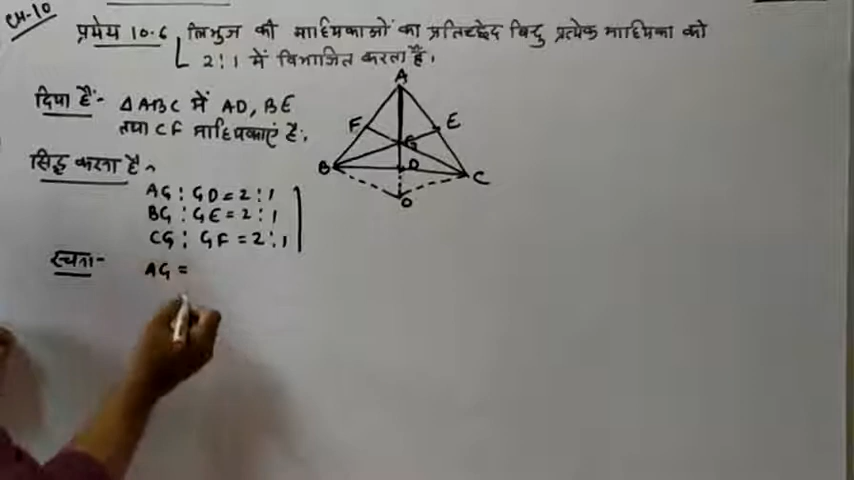 CH-10
प्रमेय 10.6 त्रिभुज की माध्यिकाओं का प्रतिच्छेद बिन्दु प्रत्येक माध्यिका को
2:1 में विभाजित करता है।
दिया है:- △ABC में AD, BE
तथा CF माध्यिकाएं है।
सिद्ध करना है-
AG : GD = 2:1
BG : GE = 2:1
CG : GF = 2:1
रचना-
AG =
A
F
E
G
B
D
C
O